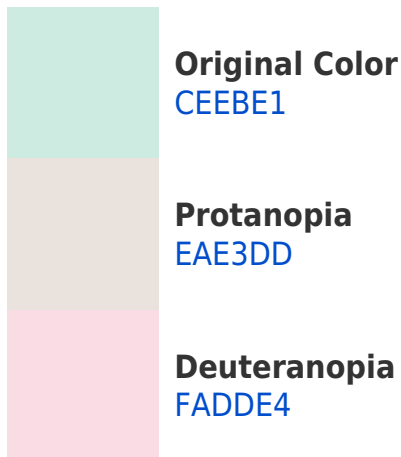 Original Color
CEEBE1
Protanopia
EAE3DD
Deuteranopia
FADDE4